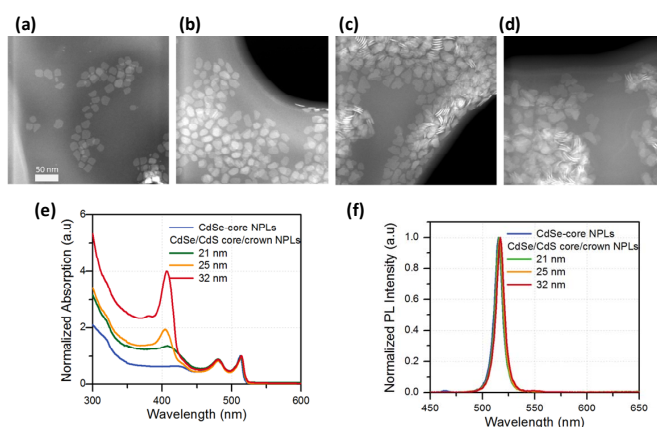 (a)
(b)
(c)
(d)
50 nm
(e)
(f)
6
4
2
0
300
400
500
600
Normalized Absorption (a.u)
Wavelength (nm)
CdSe-core NPLs
CdSe/CdS core/crown NPLs
21 nm
25 nm
32 nm
1.0
0.8
0.6
0.4
0.2
0.0
450
500
550
600
650
Normalized PL Intensity (a.u)
Wavelength (nm)
CdSe-core NPLs
CdSe/CdS core/crown NPLs
21 nm
25 nm
32 nm